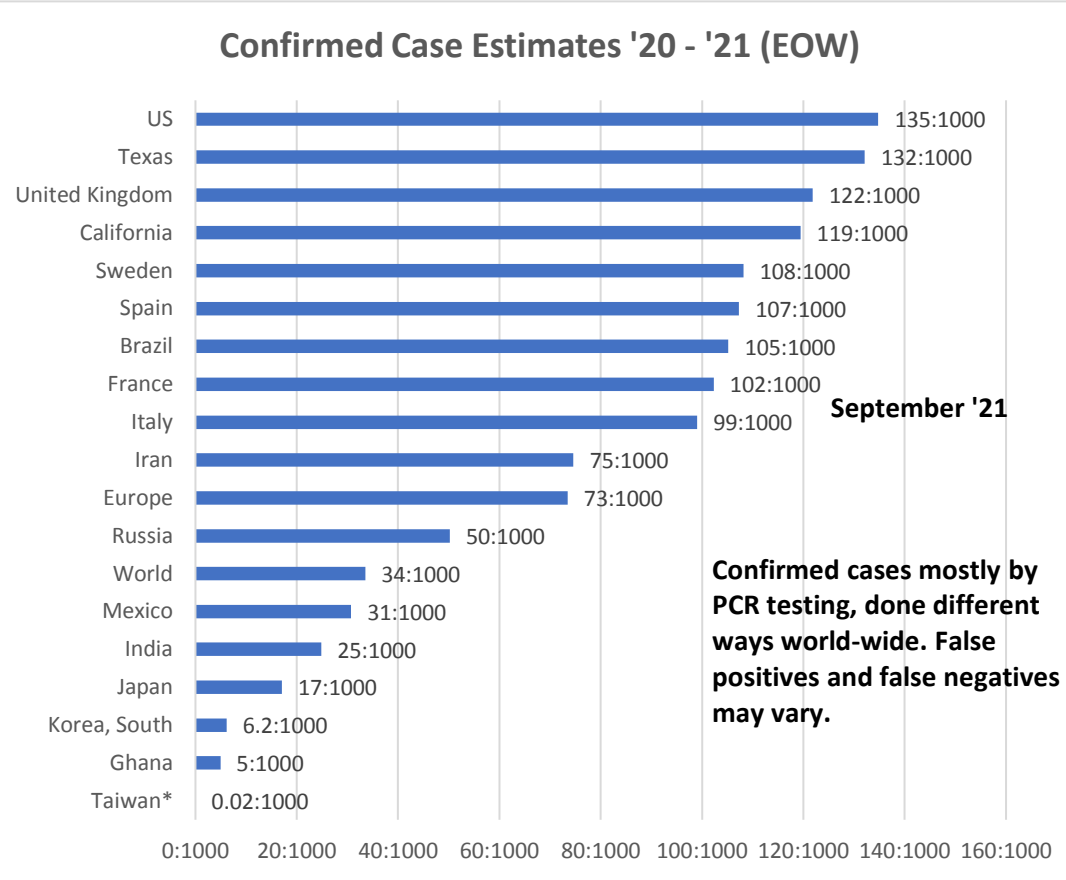 Confirmed Case Estimates '20 - '21 (EOW)
US 135:1000
Texas 132:1000
United Kingdom 122:1000
California 119:1000
Sweden 108:1000
Spain 107:1000
Brazil 105:1000
France 102:1000
September '21
Italy 99:1000
Iran 75:1000
Europe 73:1000
Russia 50:1000
World 34:1000
Mexico 31:1000
India 25:1000
Japan 17:1000
Korea, South 6.2:1000
Ghana 5:1000
Taiwan* 0.02:1000
Confirmed cases mostly by
PCR testing, done different
ways world-wide. False
positives and false negatives
may vary.
0:1000 20:1000 40:1000 60:1000 80:1000 100:1000 120:1000 140:1000 160:1000